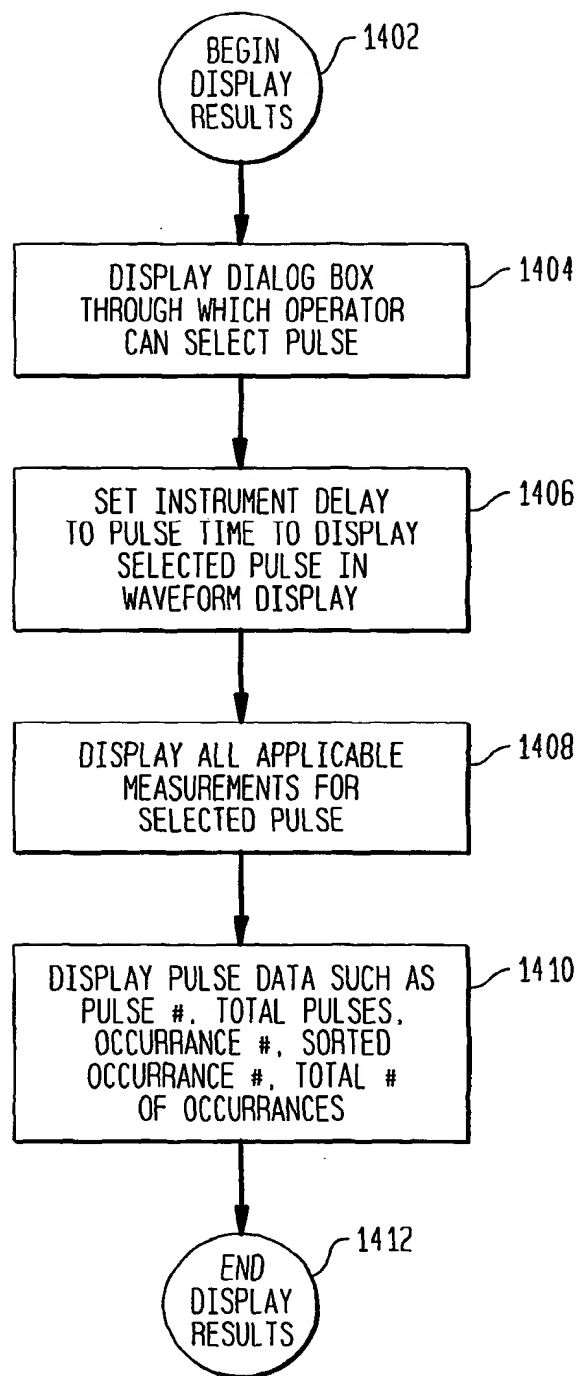 BEGIN
DISPLAY
RESULTS
1402
DISPLAY DIALOG BOX
THROUGH WHICH OPERATOR
CAN SELECT PULSE
1404
SET INSTRUMENT DELAY
TO PULSE TIME TO DISPLAY
SELECTED PULSE IN
WAVEFORM DISPLAY
1406
DISPLAY ALL APPLICABLE
MEASUREMENTS FOR
SELECTED PULSE
1408
DISPLAY PULSE DATA SUCH AS
PULSE #, TOTAL PULSES,
OCCURRANCE #, SORTED
OCCURRANCE #, TOTAL #
OF OCCURRANCES
1410
END
DISPLAY
RESULTS
1412